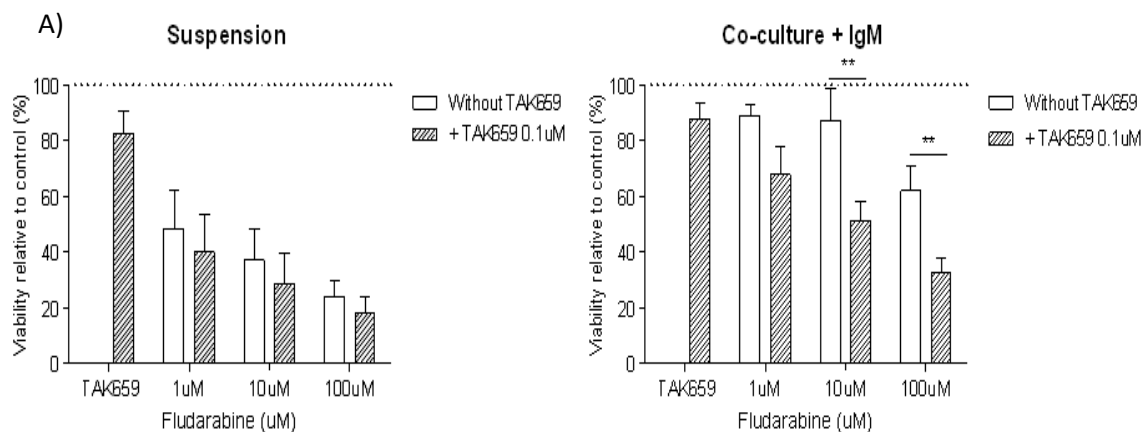 A)
Suspension
Viability relative to control (%)
100
80
60
40
20
0
TAK659 1uM 10uM 100uM
Fludarabine (uM)
Without TAK659
+ TAK659 0.1uM
Co-culture + IgM
Viability relative to control (%)
100
80
60
40
20
0
**
**
TAK659 1uM 10uM 100uM
Fludarabine (uM)
Without TAK659
+ TAK659 0.1uM